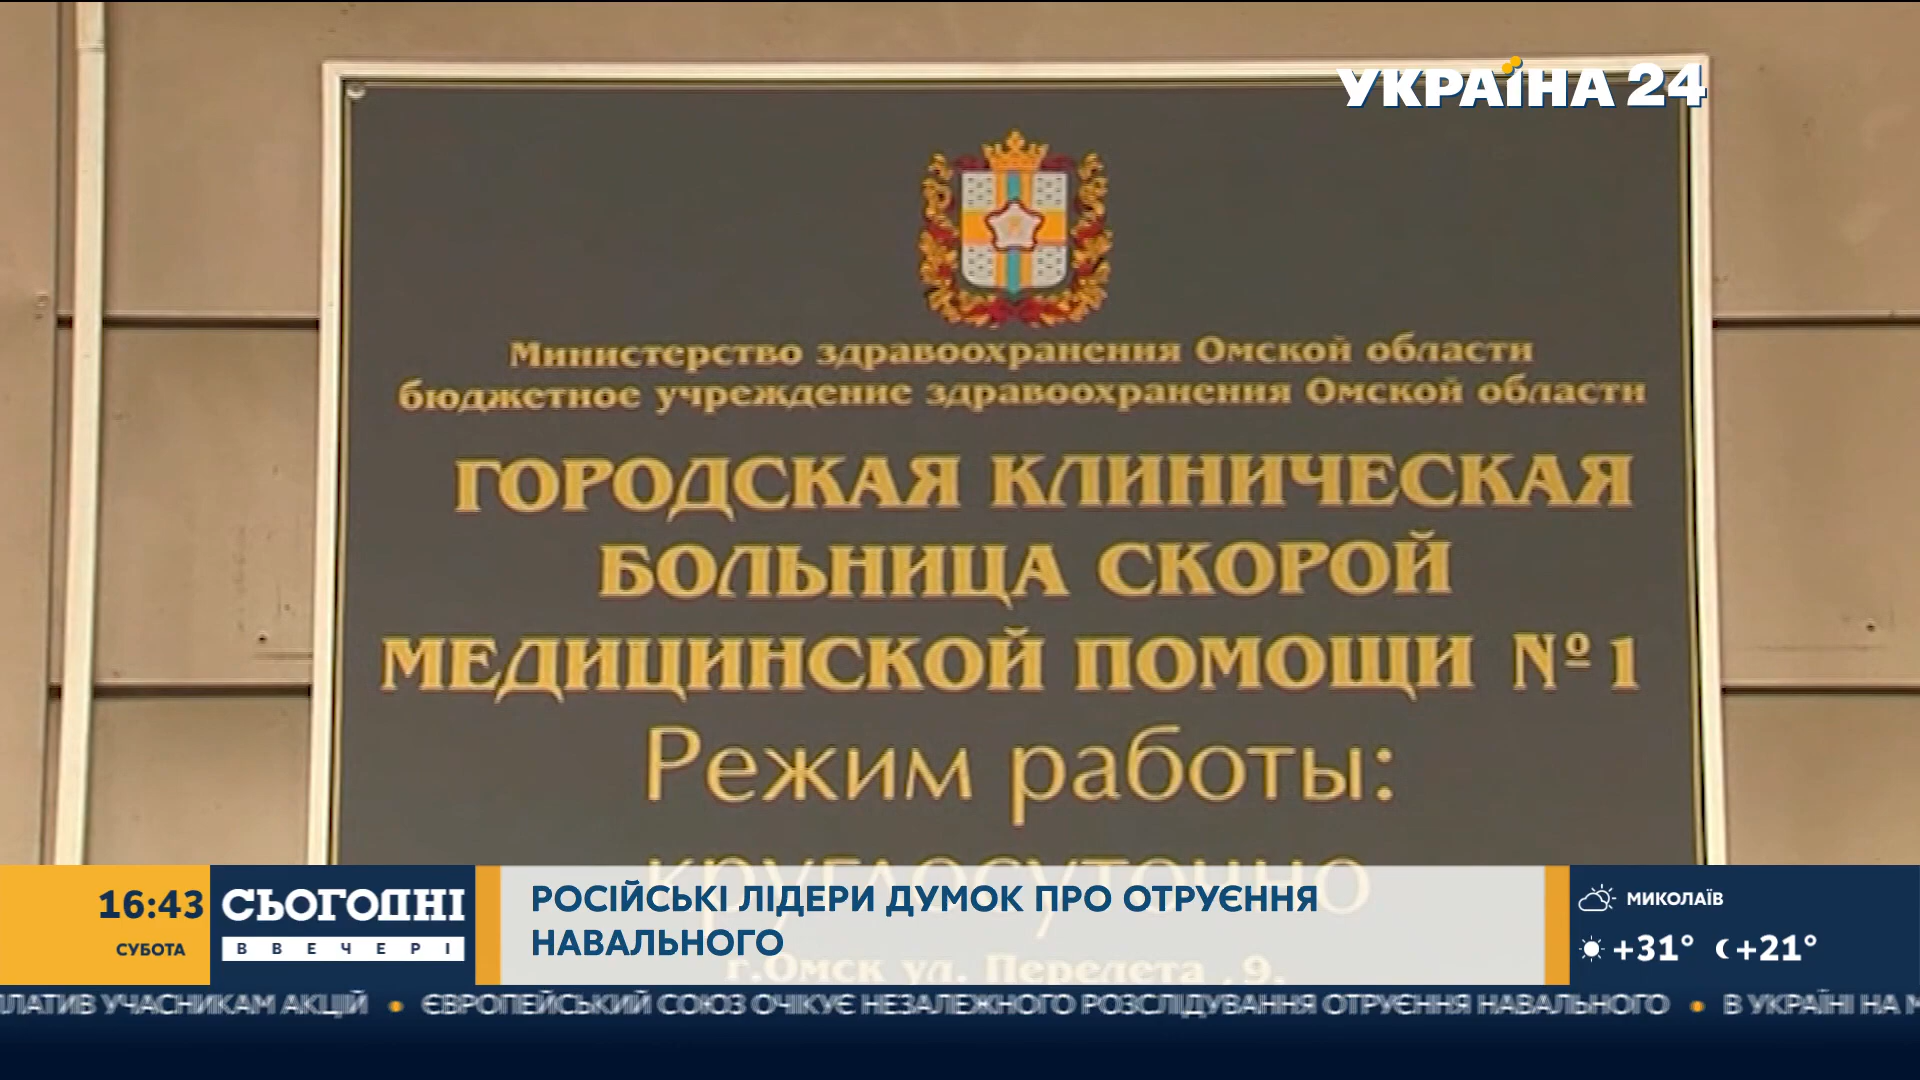 УКРАЇНА 24
Министерство здравоохранения Омской области
бюджетное учреждение здравоохранения Омской области
ГОРОДСКАЯ КЛИНИЧЕСКАЯ
БОЛЬНИЦА СКОРОЙ
МЕДИЦИНСКОЙ ПОМОЩИ №1
Режим работы:
круглосуточно
г.Омск ул. Перелета ,9.
16:43
СУБОТА
СЬОГОДНІ
ВВЕЧЕРІ
РОСІЙСЬКІ ЛІДЕРИ ДУМОК ПРО ОТРУЄННЯ
НАВАЛЬНОГО
МИКОЛАЇВ
+31° +21°
ПЛАТИВ УЧАСНИКАМ АКЦІЙ • ЄВРОПЕЙСЬКИЙ СОЮЗ ОЧІКУЄ НЕЗАЛЕЖНОГО РОЗСЛІДУВАННЯ ОТРУЄННЯ НАВАЛЬНОГО • В УКРАЇНІ НА